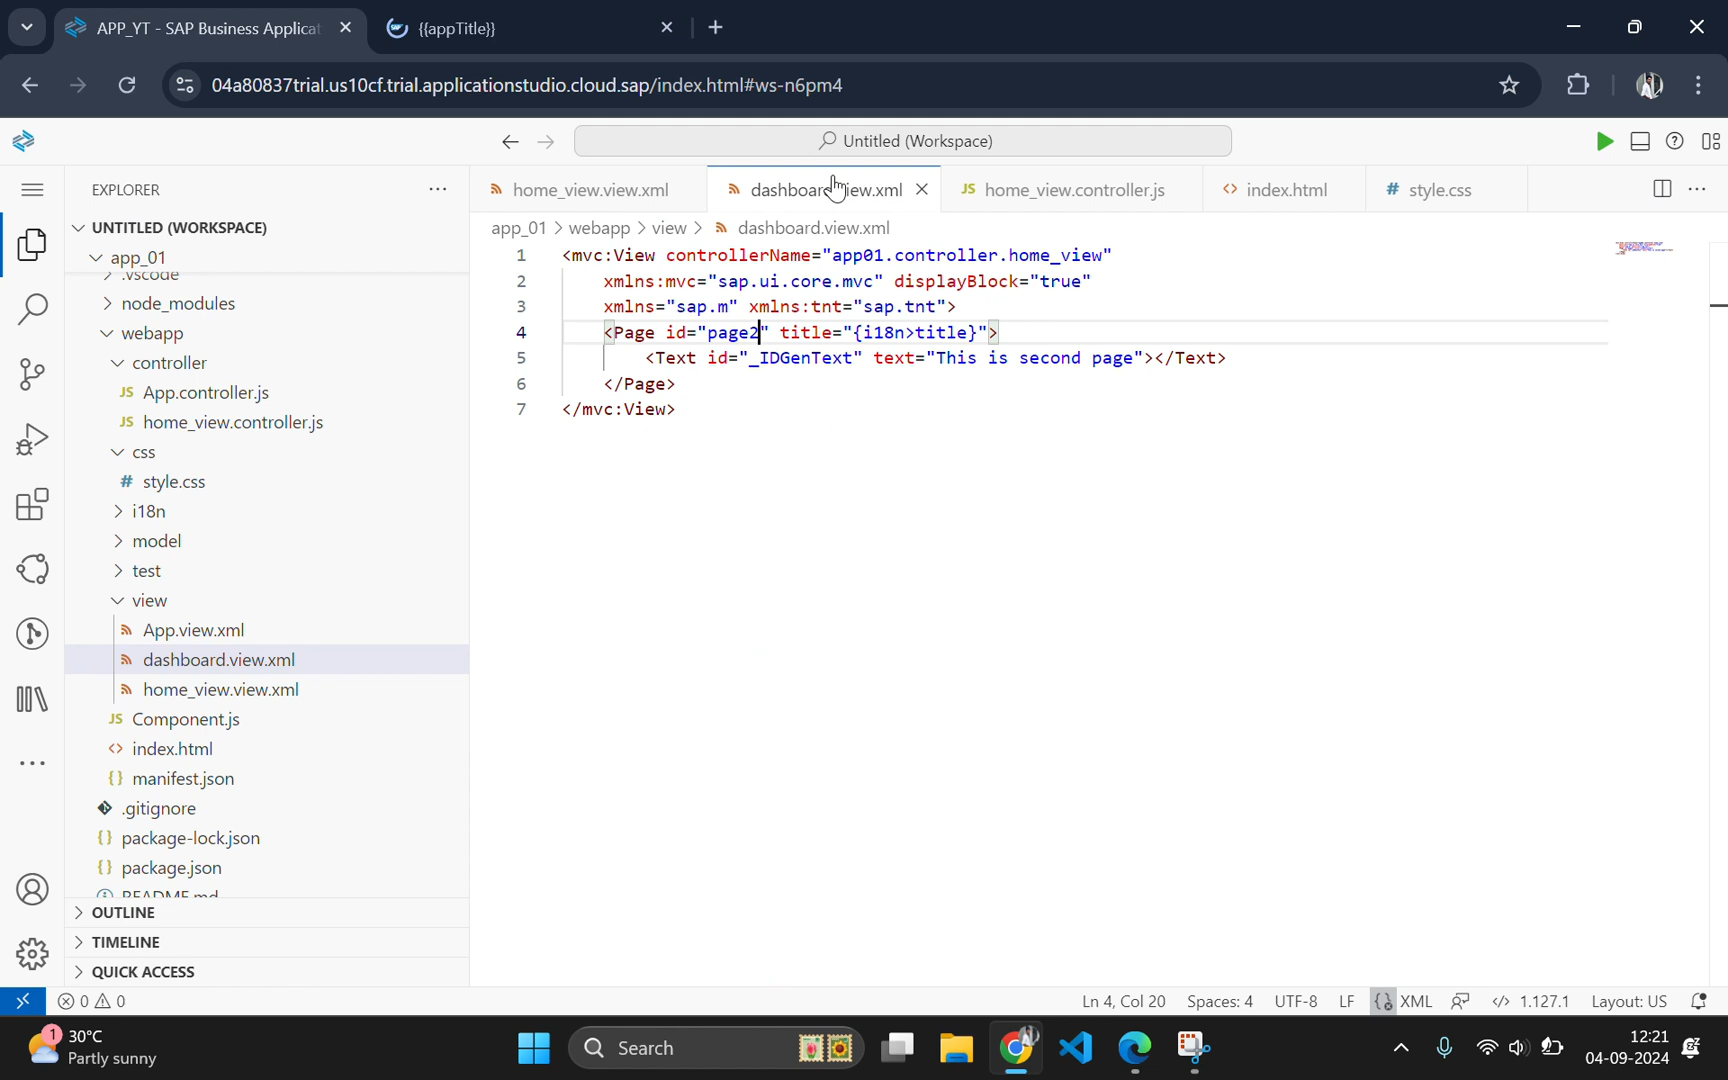 APP_YT - SAP Business Applicat
{{appTitle}}
04a80837trial.us10cf.trial.applicationstudio.cloud.sap/index.html#ws-n6pm4
Untitled (Workspace)
EXPLORER
home_view.view.xml
dashboard.view.xml
JS home_view.controller.js
<> index.html
# style.css
UNTITLED (WORKSPACE)
app_01 > webapp > view > dashboard.view.xml
app_01
.vscode
node_modules
webapp
controller
JS App.controller.js
JS home_view.controller.js
css
# style.css
i18n
model
test
view
App.view.xml
dashboard.view.xml
home_view.view.xml
JS Component.js
<> index.html
{} manifest.json
.gitignore
{} package-lock.json
{} package.json
README.md
OUTLINE
TIMELINE
QUICK ACCESS
1 <mvc:View controllerName="app01.controller.home_view"
2 xmlns:mvc="sap.ui.core.mvc" displayBlock="true"
3 xmlns="sap.m" xmlns:tnt="sap.tnt">
4 <Page id="page2" title="{i18n>title}">
5 <Text id="_IDGenText" text="This is second page"></Text>
6 </Page>
7 </mvc:View>
0 0
Ln 4, Col 20
Spaces: 4
UTF-8
LF
XML
</> 1.127.1
Layout: US
1
30°C
Partly sunny
Search
12:21
04-09-2024